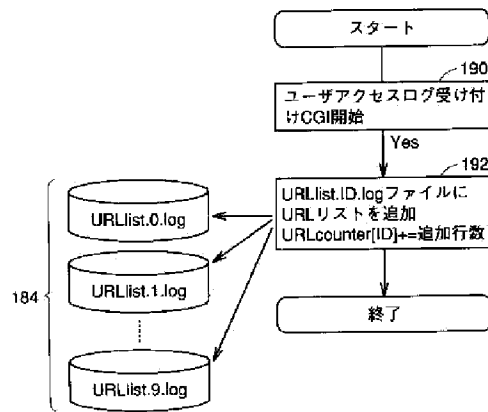 スタート
190
ユーザアクセスログ受け付
けCGI開始
Yes
192
URLlist.ID.logファイルに
URLリストを追加
URLcounter[ID]+=追加行数
終了
184
URLlist.0.log
URLlist.1.log
URLlist.9.log